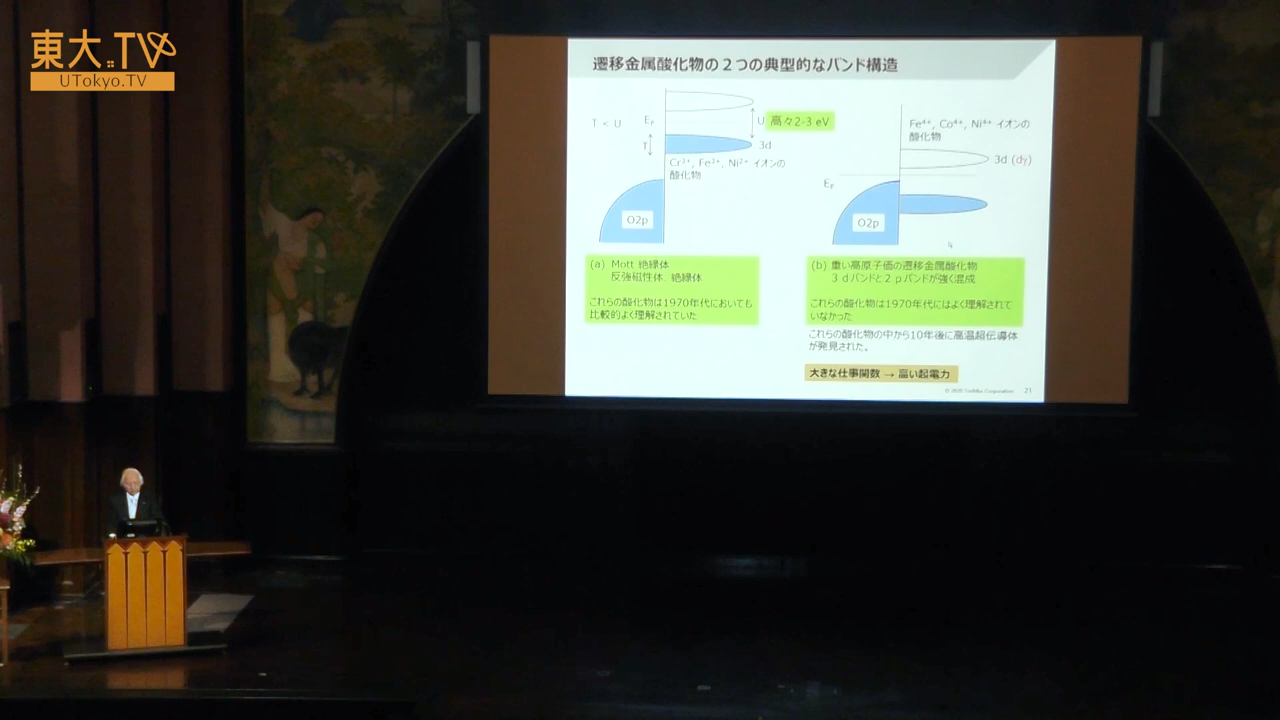 東大.TV
UTokyo.TV
遷移金属酸化物の2つの典型的なバンド構造
T < U
E_F
U
高々2-3 eV
T
3d
Cr²⁺, Fe²⁺, Ni²⁺ イオンの
酸化物
O2p
(a) Mott 絶縁体
反強磁性体、絶縁体
これらの酸化物は1970年代においても
比較的よく理解されていた
Fe⁴⁺, Co⁴⁺, Ni⁴⁺ イオンの
酸化物
3d (dγ)
E_F
O2p
(b) 重い高原子価の遷移金属酸化物
3dバンドと2pバンドが強く混成
これらの酸化物は1970年代にはよく理解されて
いなかった
これらの酸化物の中から10年後に高温超伝導体
が発見された。
大きな仕事関数 → 高い起電力
© 2020 Toshiba Corporation
21